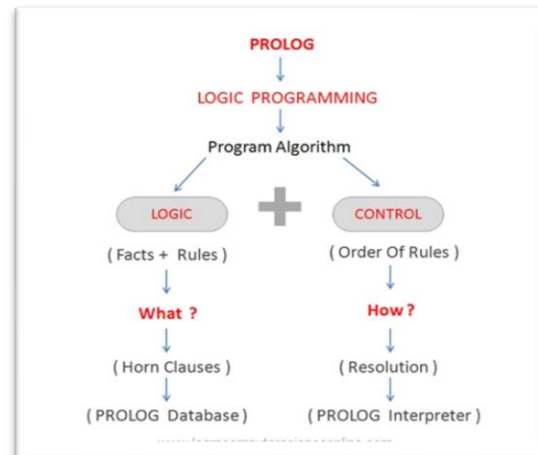 PROLOG
LOGIC PROGRAMMING
Program Algorithm
LOGIC + CONTROL
( Facts + Rules ) ( Order Of Rules )
What ? How ?
( Horn Clauses ) ( Resolution )
( PROLOG Database ) ( PROLOG Interpreter )